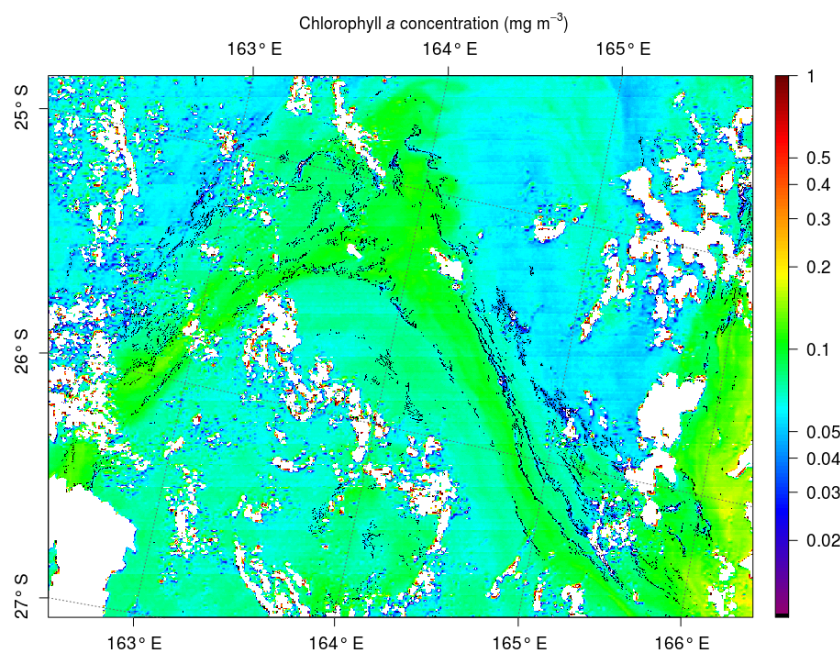 Chlorophyll a concentration (mg m⁻³)
163° E 164° E 165° E
25° S
26° S
27° S
163° E 164° E 165° E 166° E
1
0.5
0.4
0.3
0.2
0.1
0.05
0.04
0.03
0.02